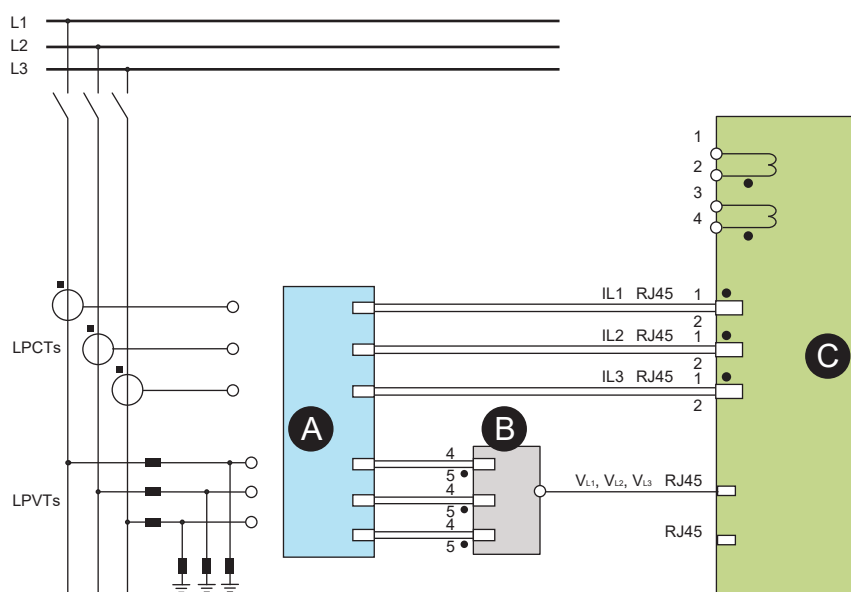 L1
L2
L3
1
2
3
4
IL1 RJ45 1
2
IL2 RJ45 1
2
IL3 RJ45 1
2
LPCTs
A
B
C
4
5
4
5
4
5
VL1, VL2, VL3 RJ45
LPVTs
RJ45